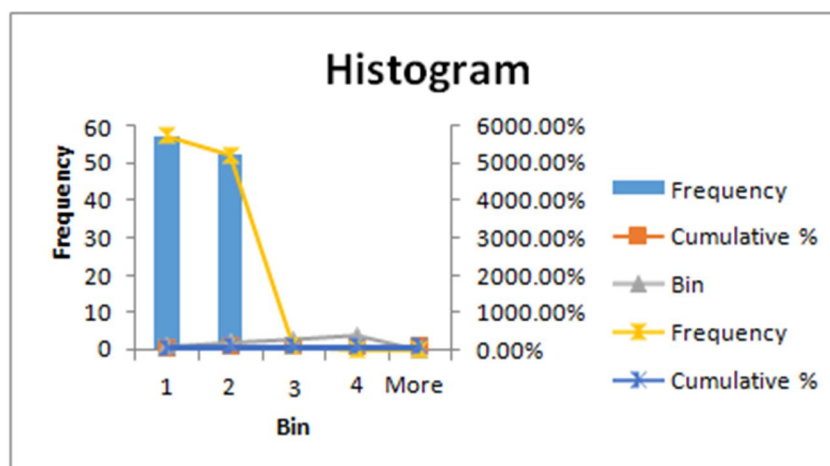 Histogram
Frequency
60
50
40
30
20
10
0
6000.00%
5000.00%
4000.00%
3000.00%
2000.00%
1000.00%
0.00%
1 2 3 4 More
Bin
Frequency
Cumulative %
Bin
Frequency
Cumulative %